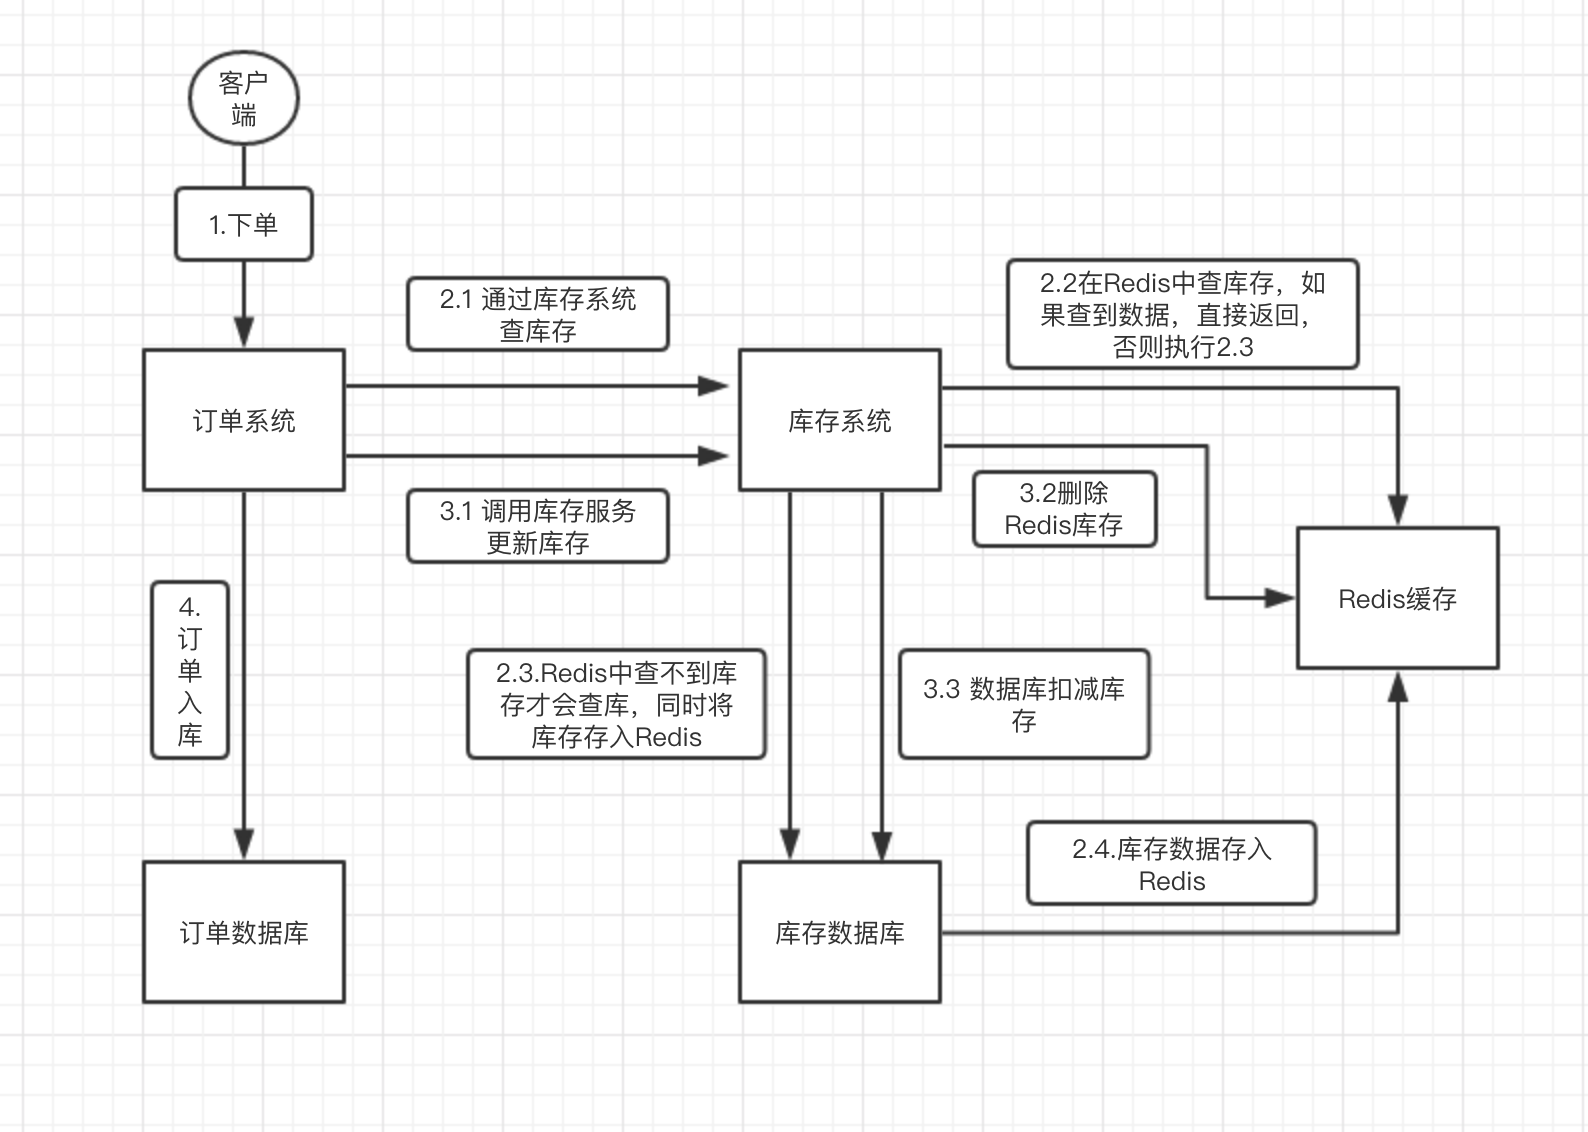 客户
端
1.下单
2.1 通过库存系统
查库存
2.2在Redis中查库存，如
果查到数据，直接返回，
否则执行2.3
订单系统
库存系统
3.1 调用库存服务
更新库存
3.2删除
Redis库存
Redis缓存
4.
订
单
入
库
2.3.Redis中查不到库
存才会查库，同时将
库存存入Redis
3.3 数据库扣减库
存
2.4.库存数据存入
Redis
订单数据库
库存数据库